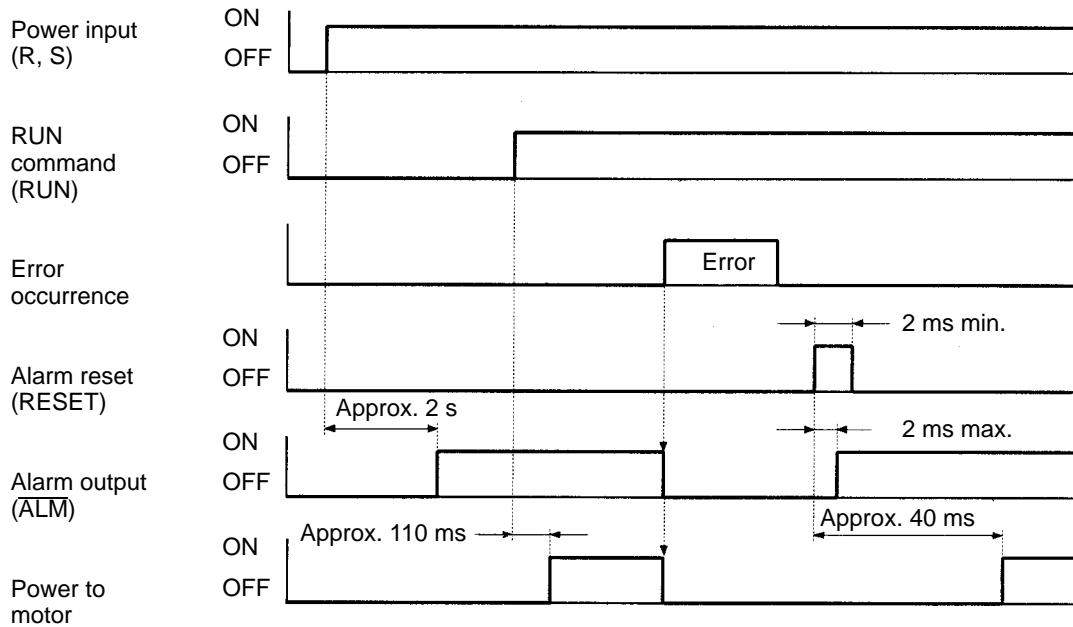 Power input
(R, S)
ON
OFF
RUN
command
(RUN)
ON
OFF
Error
occurrence
Error
Alarm reset
(RESET)
ON
OFF
2 ms min.
Approx. 2 s
Alarm output
(ALM)
ON
OFF
2 ms max.
Power to
motor
ON
OFF
Approx. 110 ms
Approx. 40 ms